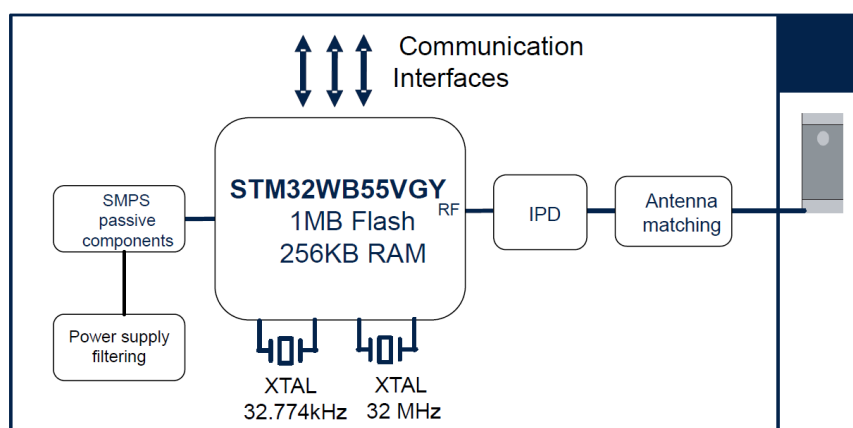 Communication
Interfaces
STM32WB55VGY
1MB Flash
256KB RAM
RF
SMPS
passive
components
Power supply
filtering
IPD
Antenna
matching
XTAL
32.774kHz
XTAL
32 MHz